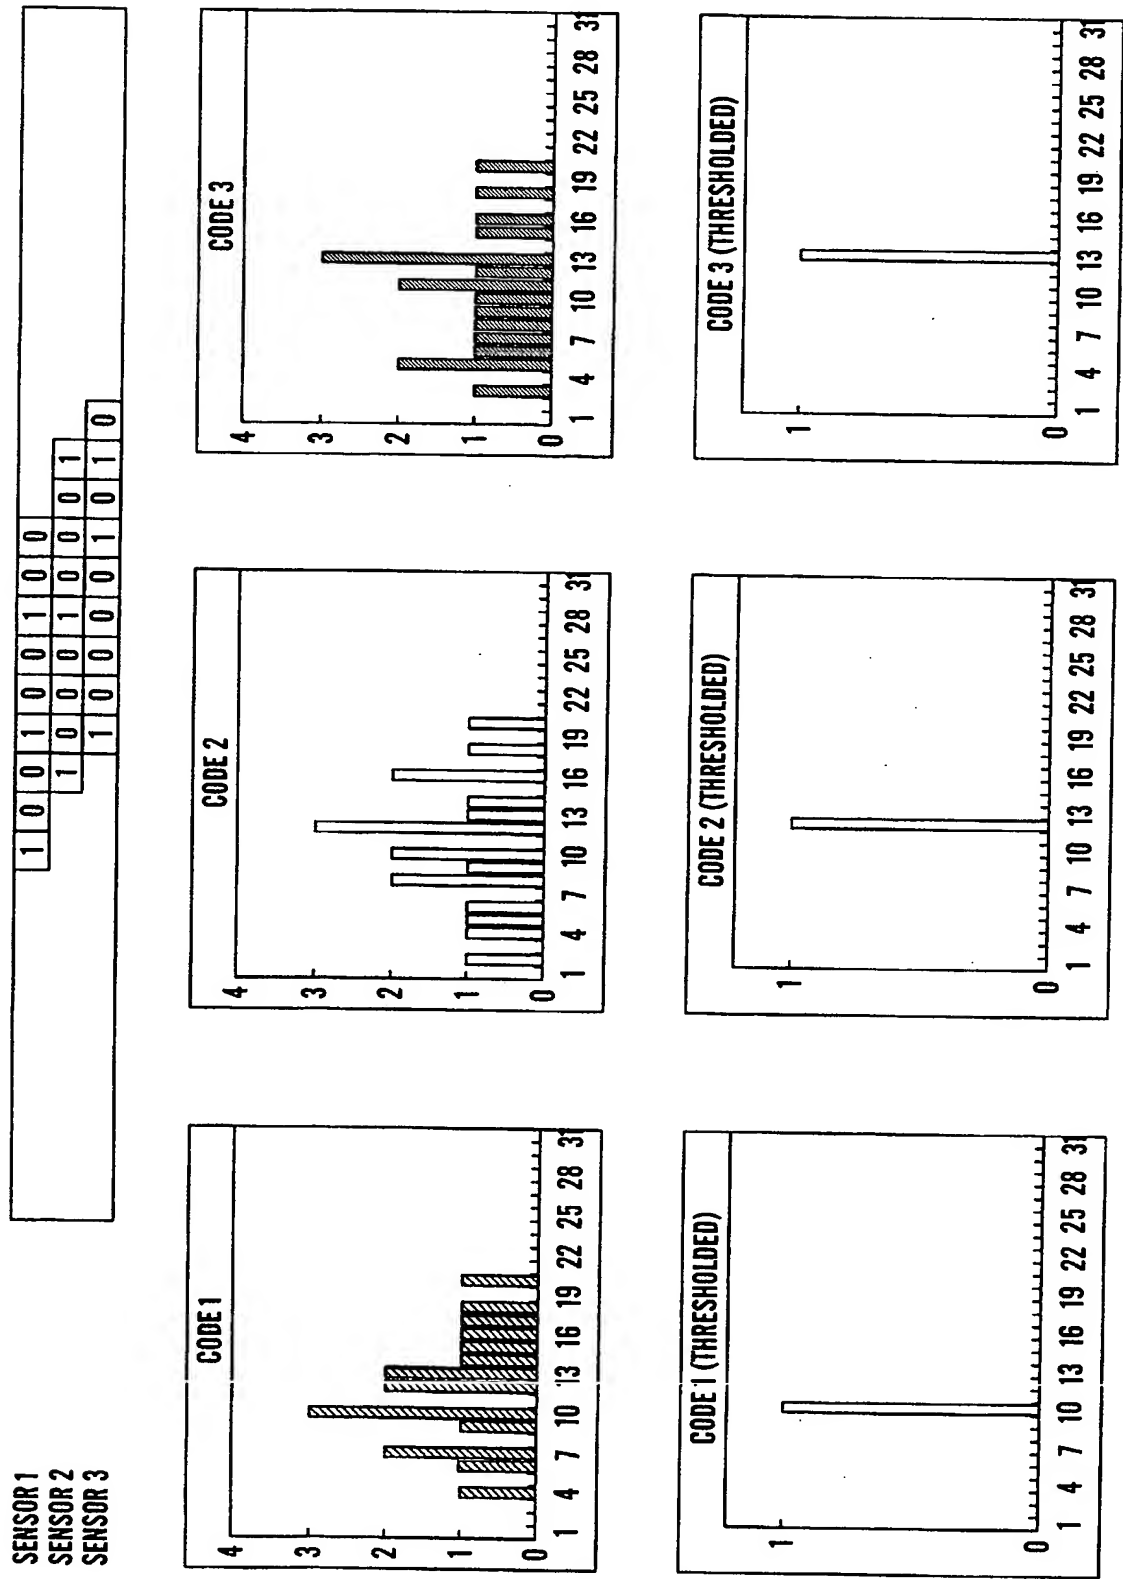 SENSOR 1 1 0 0 1 0 0 1 0 0
SENSOR 2 1 0 0 0 1 0 0 0 1
SENSOR 3 1 0 0 0 0 1 0 1 0
CODE 1
4
3
2
1
0
1 4 7 10 13 16 19 22 25 28 31
CODE 2
4
3
2
1
0
1 4 7 10 13 16 19 22 25 28 31
CODE 3
4
3
2
1
0
1 4 7 10 13 16 19 22 25 28 31
CODE 1 (THRESHOLDED)
1
0
1 4 7 10 13 16 19 22 25 28 31
CODE 2 (THRESHOLDED)
1
0
1 4 7 10 13 16 19 22 25 28 31
CODE 3 (THRESHOLDED)
1
0
1 4 7 10 13 16 19 22 25 28 31